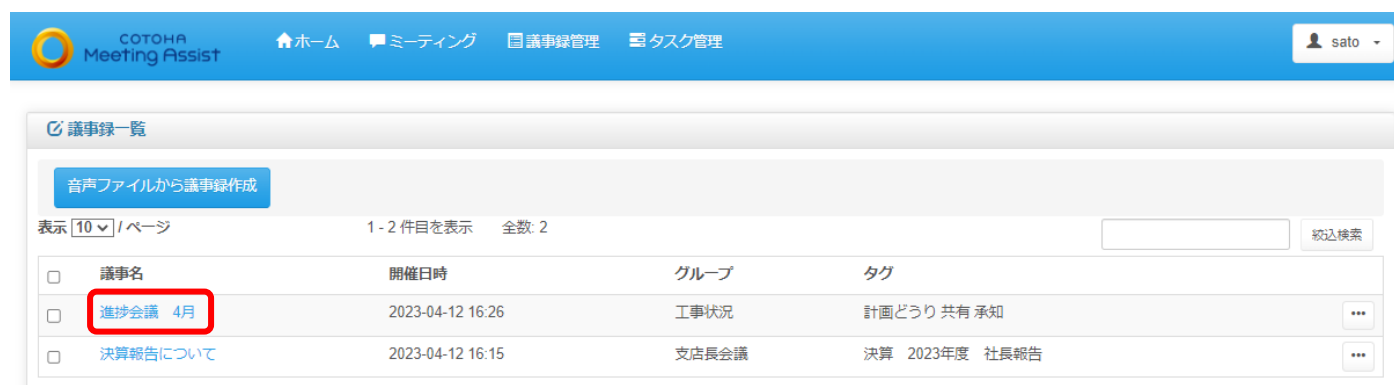 COTOHA
Meeting Assist
ホーム ミーティング 議事録管理 タスク管理 sato
議事録一覧
音声ファイルから議事録作成
表示 10 / ページ 1 - 2 件目を表示 全数: 2 絞込検索
議事名 開催日時 グループ タグ
進捗会議　4月 2023-04-12 16:26 工事状況 計画どうり 共有 承知 •••
決算報告について 2023-04-12 16:15 支店長会議 決算　2023年度　社長報告 •••